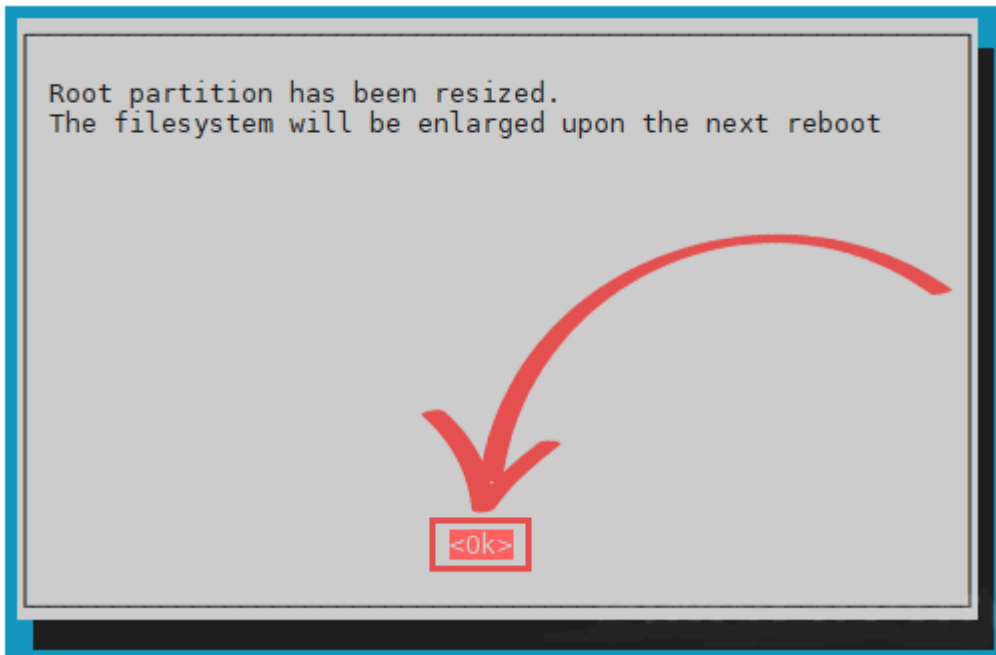 Root partition has been resized.
The filesystem will be enlarged upon the next reboot
<Ok>